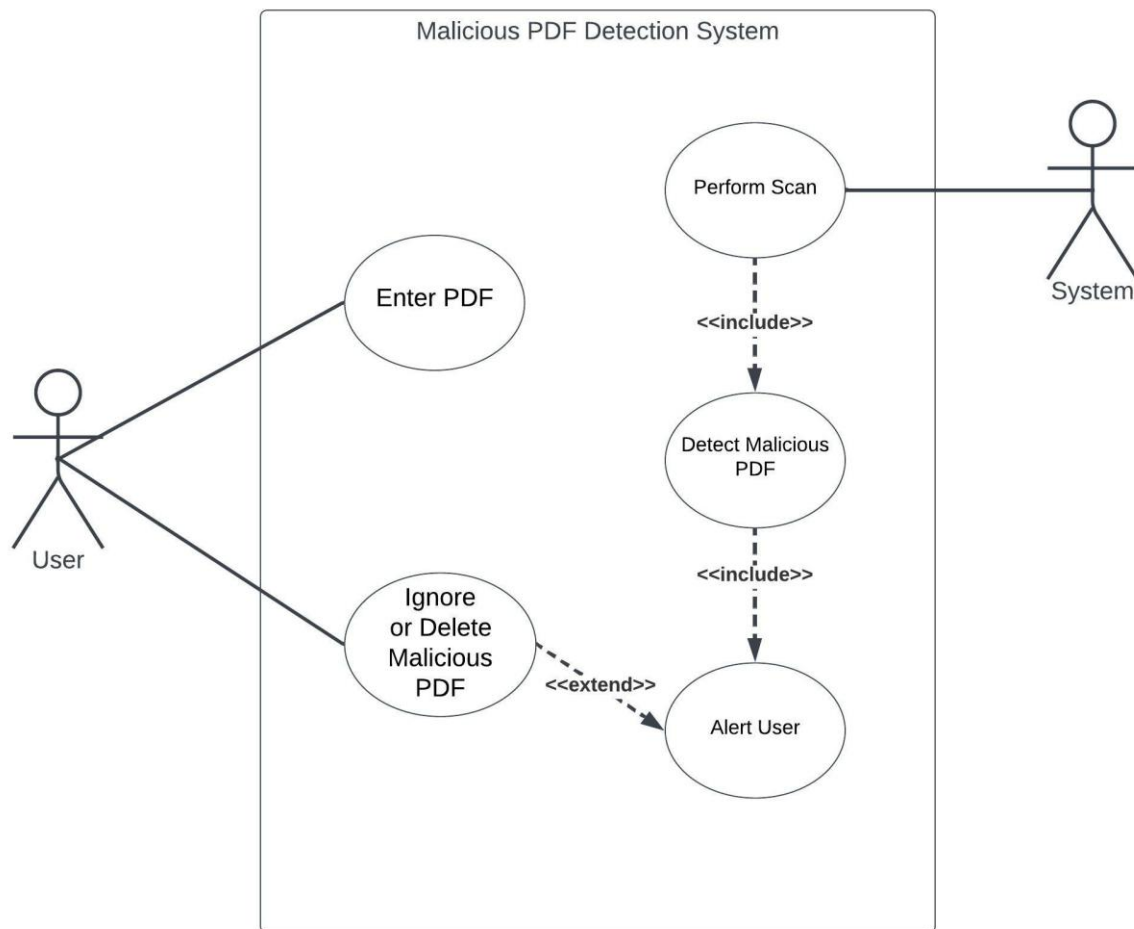 Malicious PDF Detection System
Perform Scan
System
Enter PDF
<<include>>
Detect Malicious
PDF
User
<<include>>
Ignore
or Delete
Malicious
PDF
<<extend>>
Alert User